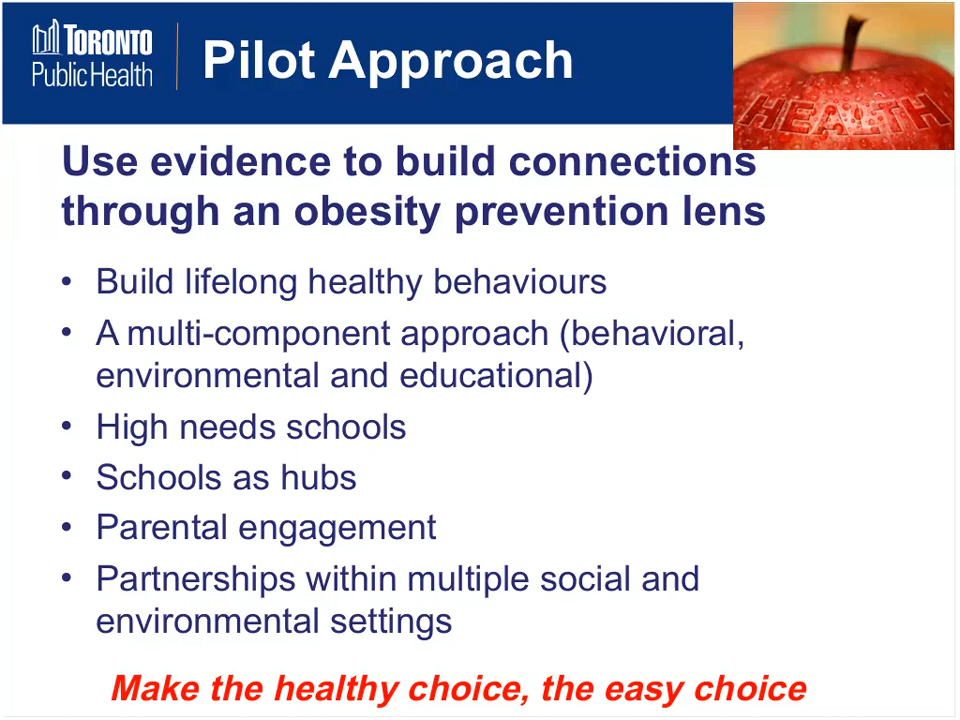 TORONTO
Public Health
Pilot Approach
HEALTH
Use evidence to build connections
through an obesity prevention lens
• Build lifelong healthy behaviours
• A multi-component approach (behavioral,
environmental and educational)
• High needs schools
• Schools as hubs
• Parental engagement
• Partnerships within multiple social and
environmental settings
Make the healthy choice, the easy choice